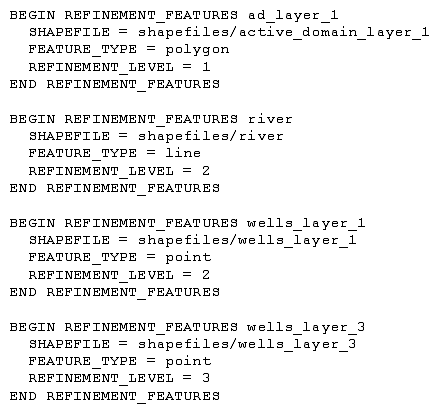 BEGIN REFINEMENT_FEATURES ad_layer_1
SHAPEFILE = shapefiles/active_domain_layer_1
FEATURE_TYPE = polygon
REFINEMENT_LEVEL = 1
END REFINEMENT_FEATURES
BEGIN REFINEMENT_FEATURES river
SHAPEFILE = shapefiles/river
FEATURE_TYPE = line
REFINEMENT_LEVEL = 2
END REFINEMENT_FEATURES
BEGIN REFINEMENT_FEATURES wells_layer_1
SHAPEFILE = shapefiles/wells_layer_1
FEATURE_TYPE = point
REFINEMENT_LEVEL = 2
END REFINEMENT_FEATURES
BEGIN REFINEMENT_FEATURES wells_layer_3
SHAPEFILE = shapefiles/wells_layer_3
FEATURE_TYPE = point
REFINEMENT_LEVEL = 3
END REFINEMENT_FEATURES